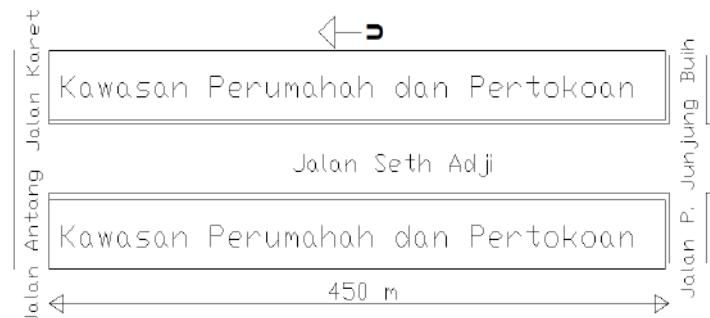 U
Jalan Karet
Kawasan Perumahah dan Pertokoan
Jalan P. Junjung Buih
Jalan Seth Adji
Jalan Antang
Kawasan Perumahah dan Pertokoan
450 m